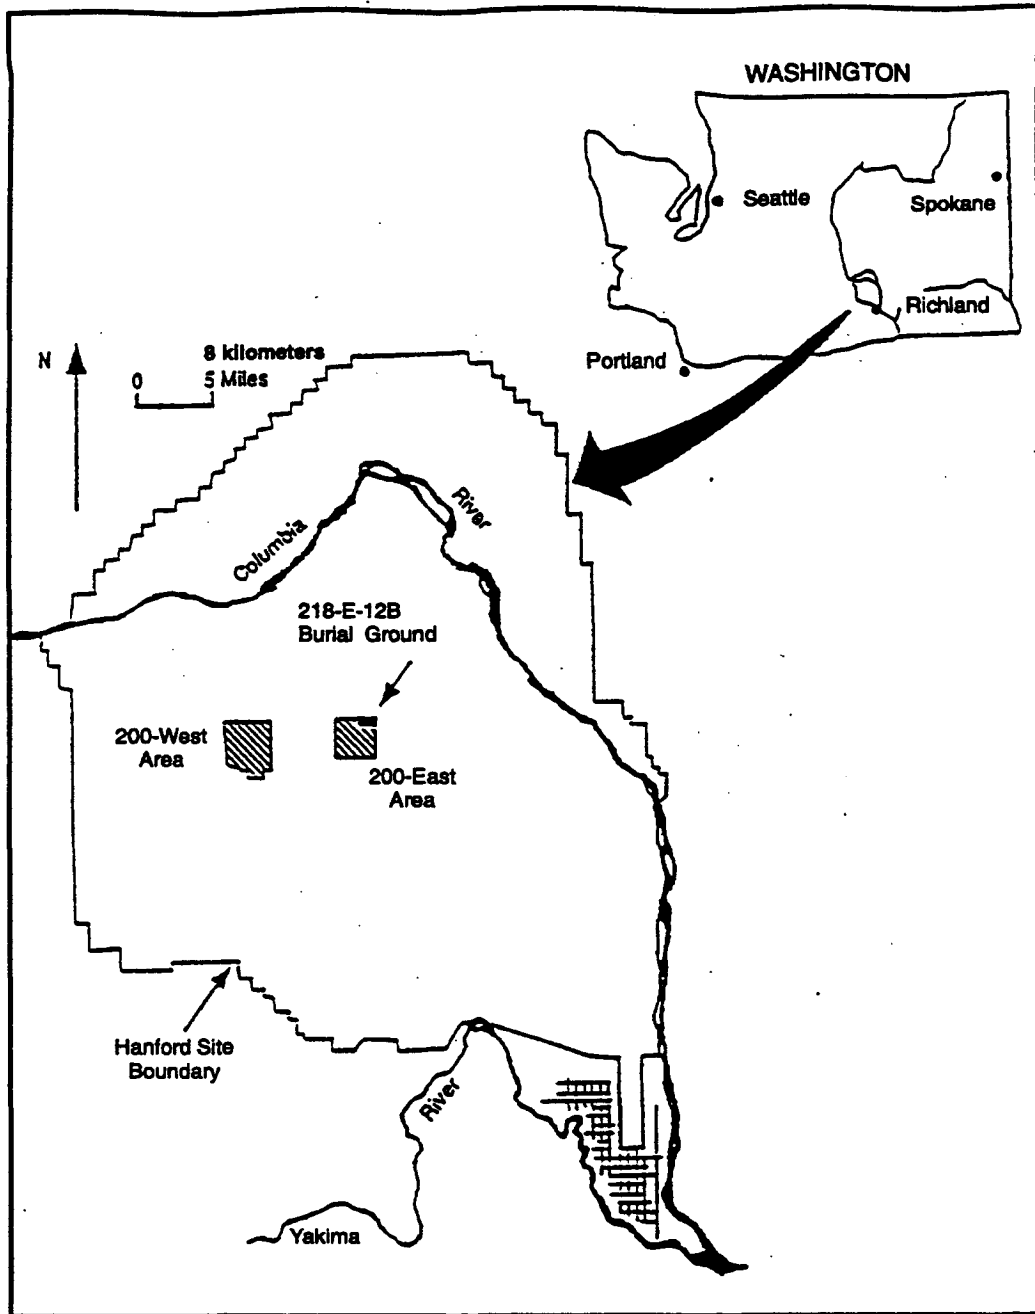 WASHINGTON
Seattle
Spokane
Richland
Portland
N
8 kilometers
0 5 Miles
Columbia
River
218-E-12B
Burial Ground
200-West
Area
200-East
Area
Hanford Site
Boundary
River
Yakima